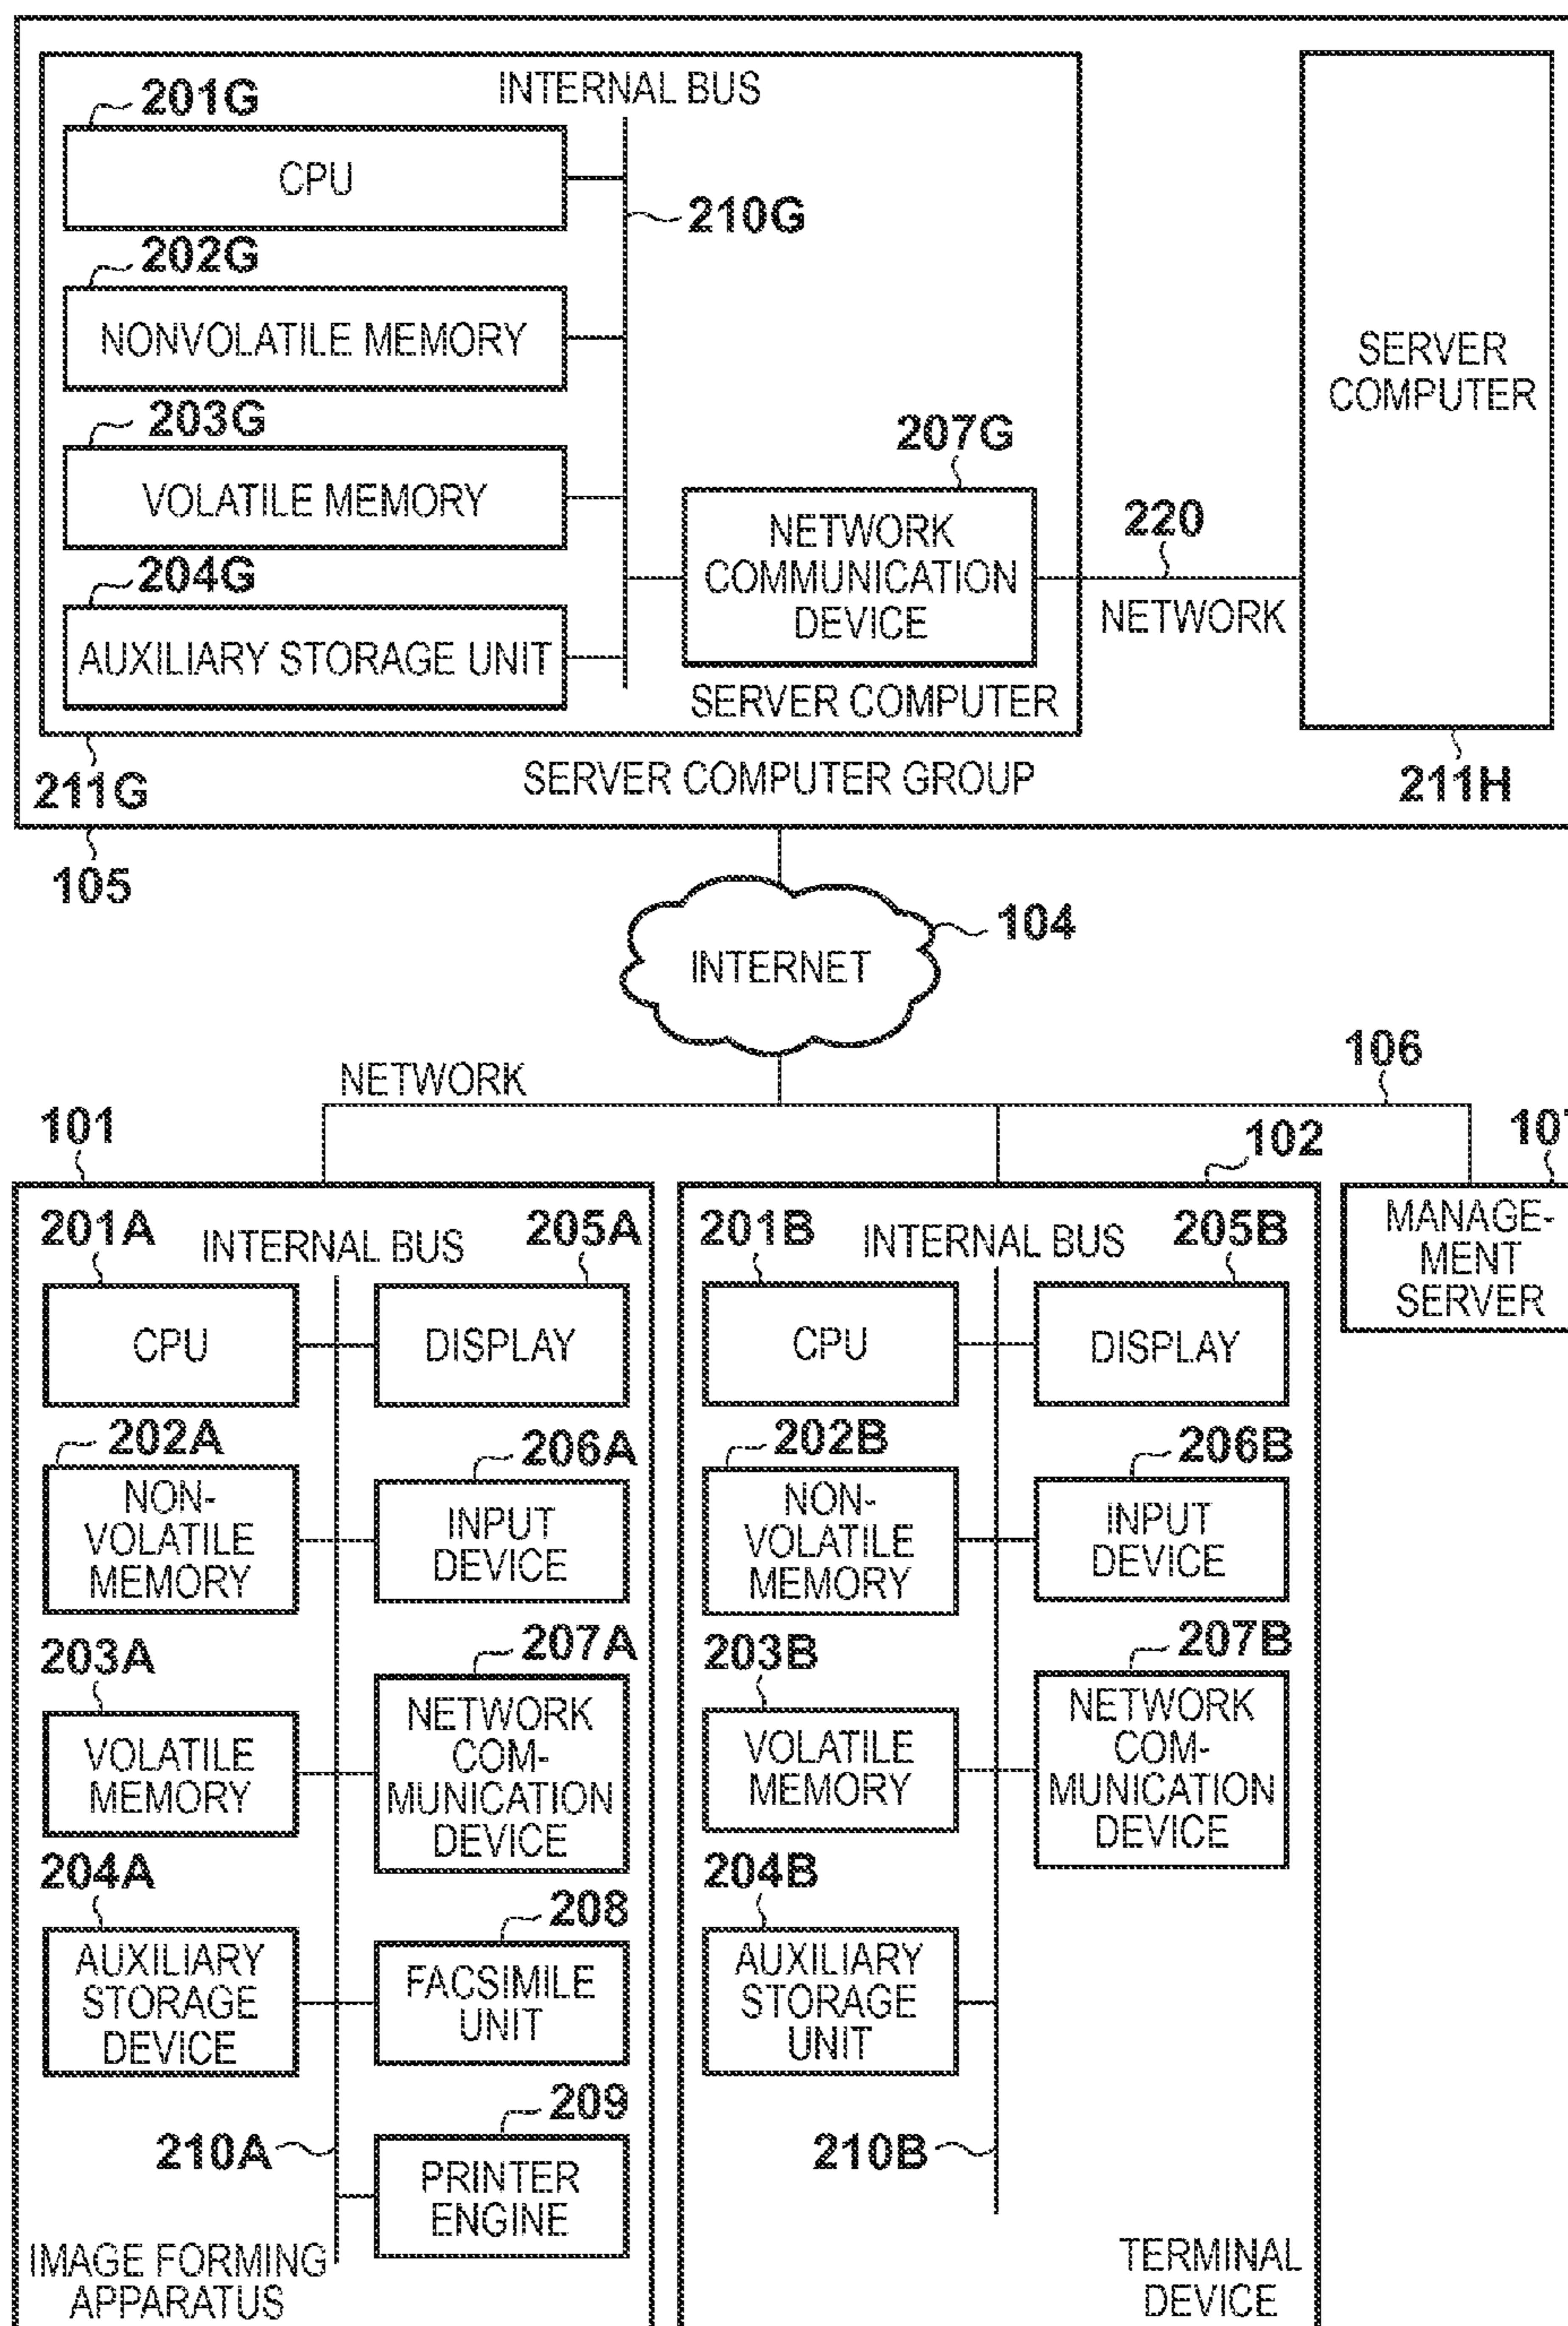 INTERNAL BUS
201G
CPU
210G
202G
NONVOLATILE MEMORY
203G
VOLATILE MEMORY
204G
AUXILIARY STORAGE UNIT
207G
NETWORK
COMMUNICATION
DEVICE
SERVER COMPUTER
220
NETWORK
SERVER
COMPUTER
211G
SERVER COMPUTER GROUP
211H
105
104
INTERNET
NETWORK
106
101
102
107
MANAGE-
MENT
SERVER
201A
INTERNAL BUS
205A
CPU
DISPLAY
202A
NON-
VOLATILE
MEMORY
206A
INPUT
DEVICE
203A
VOLATILE
MEMORY
207A
NETWORK
COM-
MUNICATION
DEVICE
204A
AUXILIARY
STORAGE
DEVICE
208
FACSIMILE
UNIT
209
210A
PRINTER
ENGINE
IMAGE FORMING
APPARATUS
201B
INTERNAL BUS
205B
CPU
DISPLAY
202B
NON-
VOLATILE
MEMORY
206B
INPUT
DEVICE
203B
VOLATILE
MEMORY
207B
NETWORK
COM-
MUNICATION
DEVICE
204B
AUXILIARY
STORAGE
UNIT
210B
TERMINAL
DEVICE